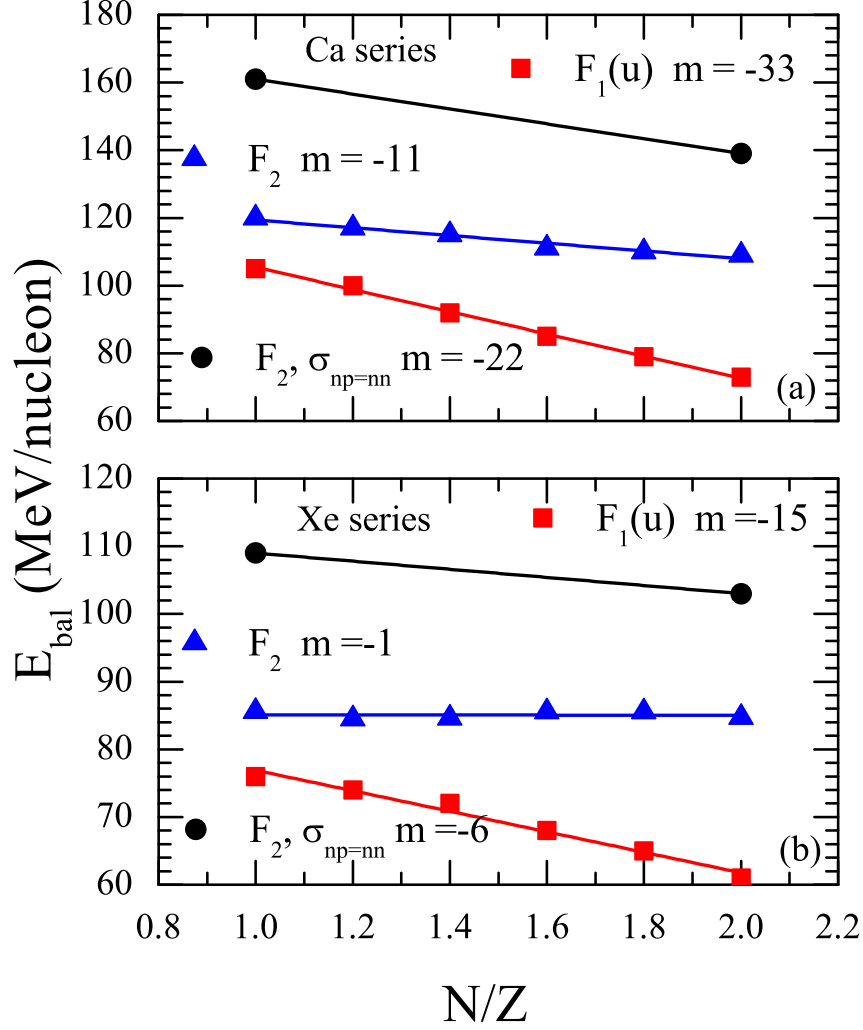 180
Ca series
F₁(u) m = -33
160
F₂ m = -11
140
120
100
80
F₂, σnp=nn m = -22
(a)
60
E_bal (MeV/nucleon)
120
Xe series
F₁(u) m =-15
110
100
F₂ m =-1
90
80
70
F₂, σnp=nn m=-6
(b)
60
0.8 1.0 1.2 1.4 1.6 1.8 2.0 2.2
N/Z